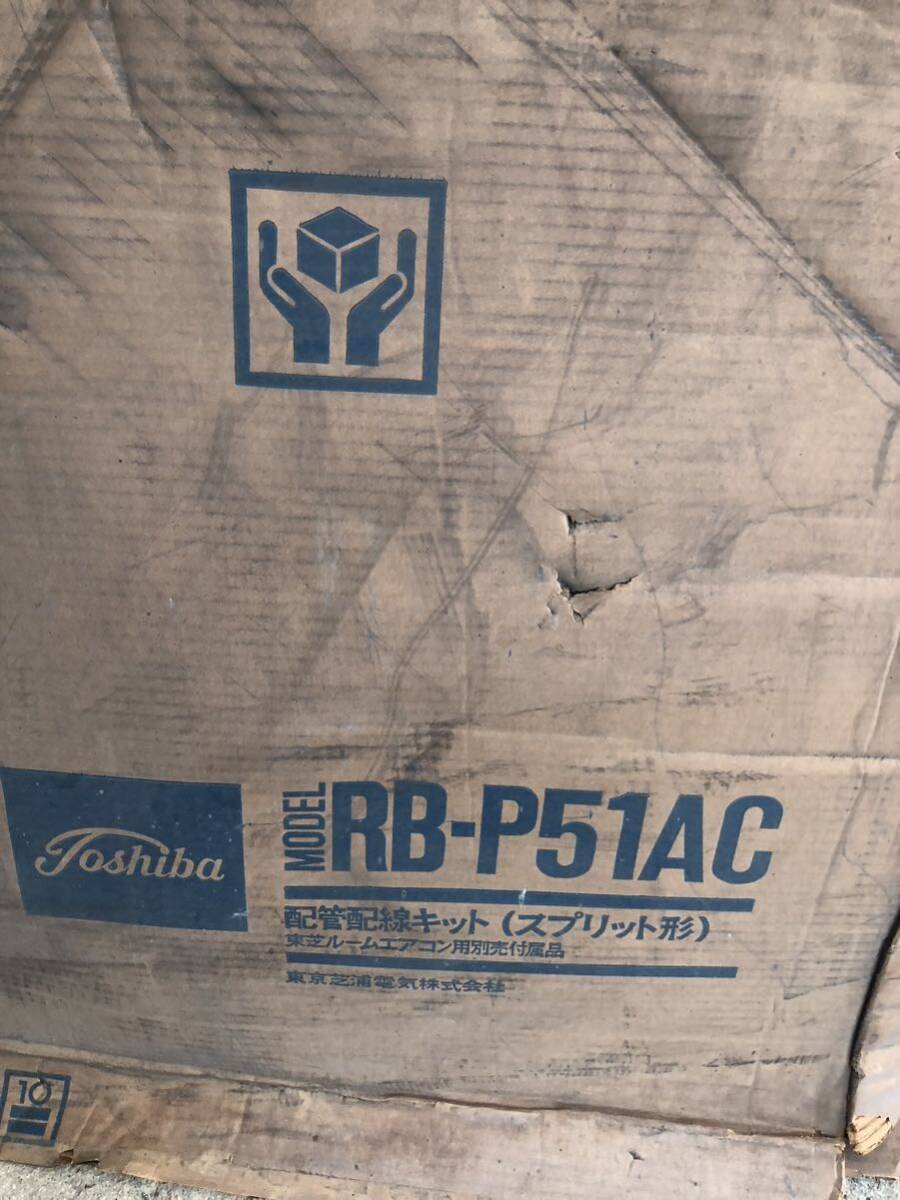 Toshiba
MODEL RB-P51AC
配管配線キット（スプリット形）
東芝ルームエアコン用別売付属品
東京芝浦電気株式会社
10